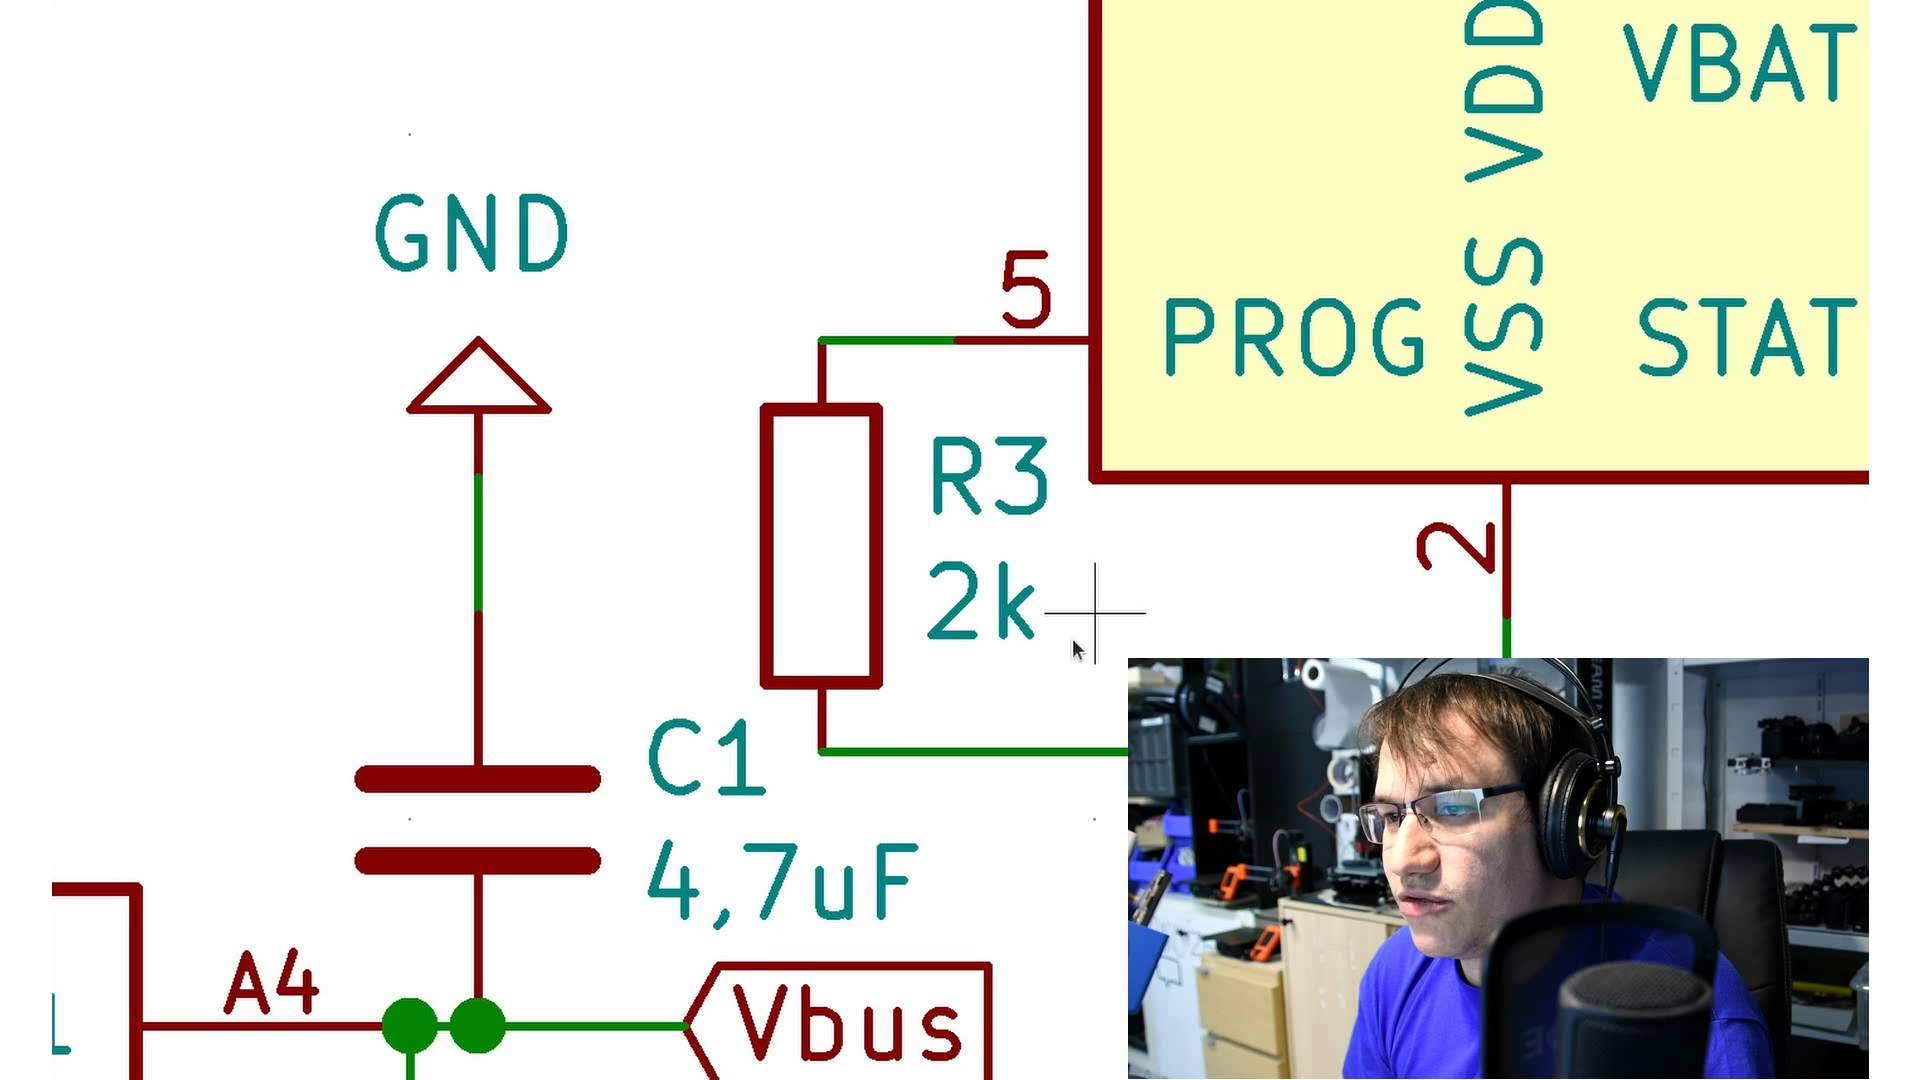 VBAT
VSS VDD
GND
5
PROG
STAT
R3
2k
2
C1
4,7uF
A4
Vbus